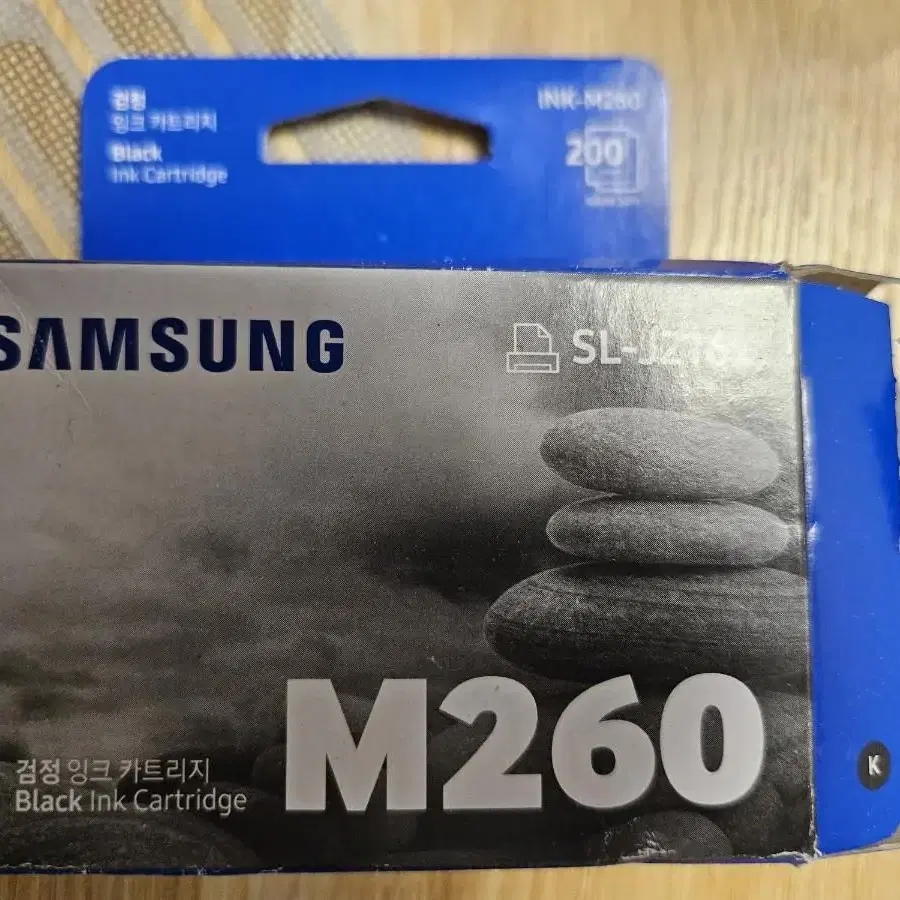 검정
잉크 카트리지
Black
Ink Cartridge
INK-M260
200
SAMSUNG
M260
검정 잉크 카트리지
Black Ink Cartridge
K